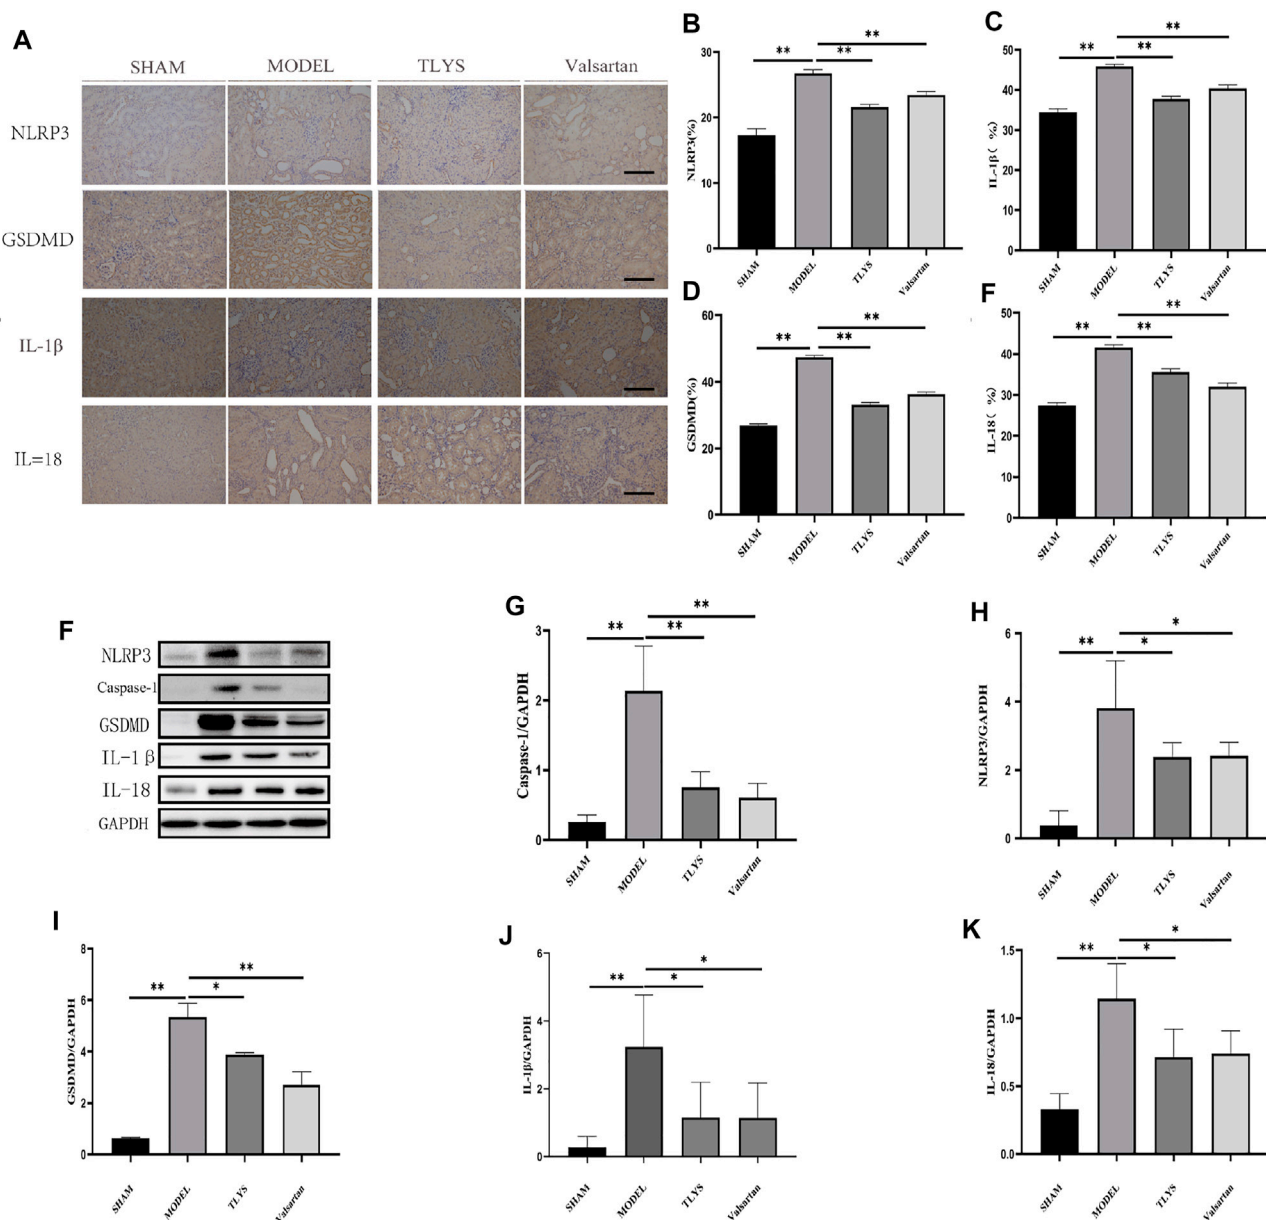 A
SHAM MODEL TLYS Valsartan
NLRP3
GSDMD
IL-1β
IL=18
B
** ** **
NLRP3(%)
30
20
10
0
SHAM MODEL TLYS Valsartan
C
** ** **
IL-1β( %)
50
40
30
20
10
0
SHAM MODEL TLYS Valsartan
D
** ** **
GSDMD(%)
60
40
20
0
SHAM MODEL TLYS Valsartan
F
** ** **
IL-18( %)
50
40
30
20
10
0
SHAM MODEL TLYS Valsartan
F
NLRP3
Caspase-1
GSDMD
IL-1β
IL-18
GAPDH
G
** ** **
Caspase-1/GAPDH
3
2
1
0
SHAM MODEL TLYS Valsartan
H
** * *
NLRP3/GAPDH
6
4
2
0
SHAM MODEL TLYS Valsartan
I
** * **
GSDMD/GAPDH
8
6
4
2
0
SHAM MODEL TLYS Valsartan
J
** * *
IL-1β/GAPDH
6
4
2
0
SHAM MODEL TLYS Valsartan
K
** * *
IL-18/GAPDH
1.5
1.0
0.5
0.0
SHAM MODEL TLYS Valsartan